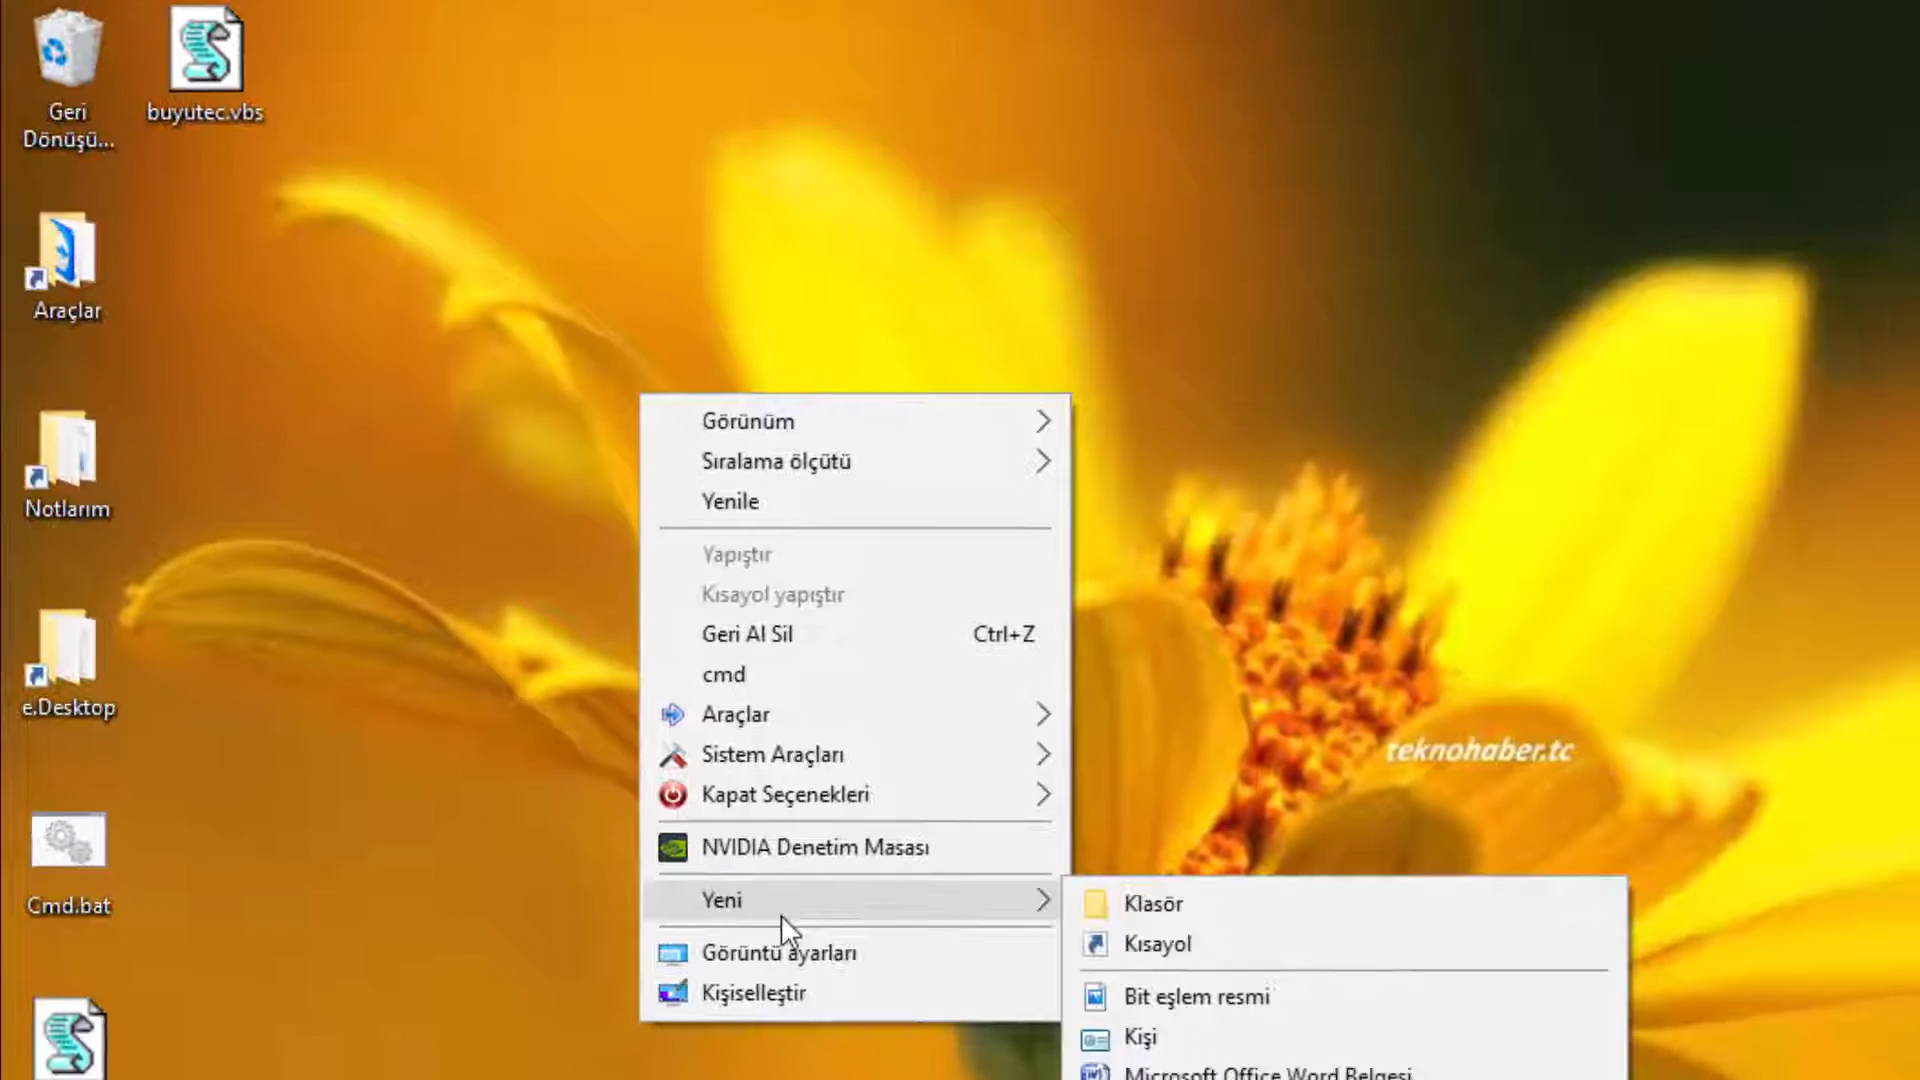 Geri
Dönüşü...
buyutec.vbs
Araçlar
Notlarım
e.Desktop
Cmd.bat
Görünüm
Sıralama ölçütü
Yenile
Yapıştır
Kısayol yapıştır
Geri Al Sil Ctrl+Z
cmd
Araçlar
Sistem Araçları
Kapat Seçenekleri
NVIDIA Denetim Masası
Yeni
Görüntü ayarları
Kişiselleştir
Klasör
Kısayol
Bit eşlem resmi
Kişi
Microsoft Office Word Belgesi
teknohaber.tc